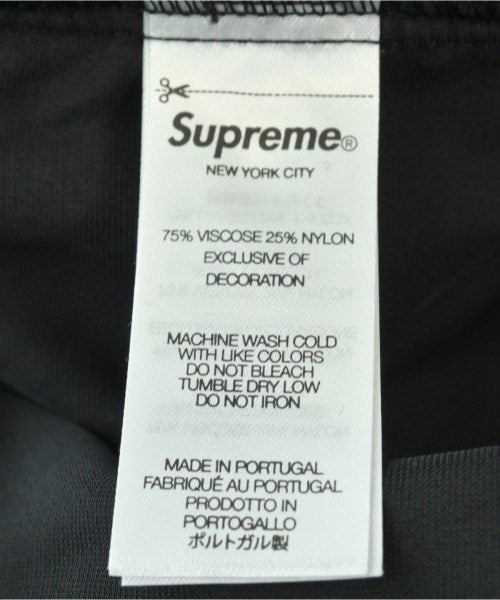 Supreme®
NEW YORK CITY
75% VISCOSE 25% NYLON
EXCLUSIVE OF
DECORATION
MACHINE WASH COLD
WITH LIKE COLORS
DO NOT BLEACH
TUMBLE DRY LOW
DO NOT IRON
MADE IN PORTUGAL
FABRIQUÉ AU PORTUGAL
PRODOTTO IN
PORTOGALLO
ポルトガル製